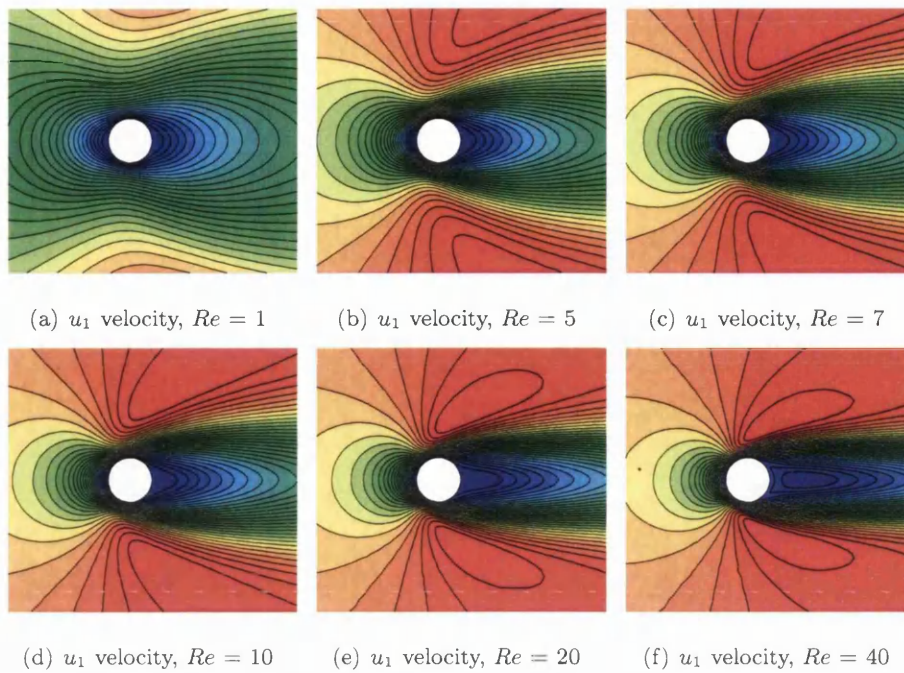 (a) u₁ velocity, Re = 1
(b) u₁ velocity, Re = 5
(c) u₁ velocity, Re = 7
(d) u₁ velocity, Re = 10
(e) u₁ velocity, Re = 20
(f) u₁ velocity, Re = 40